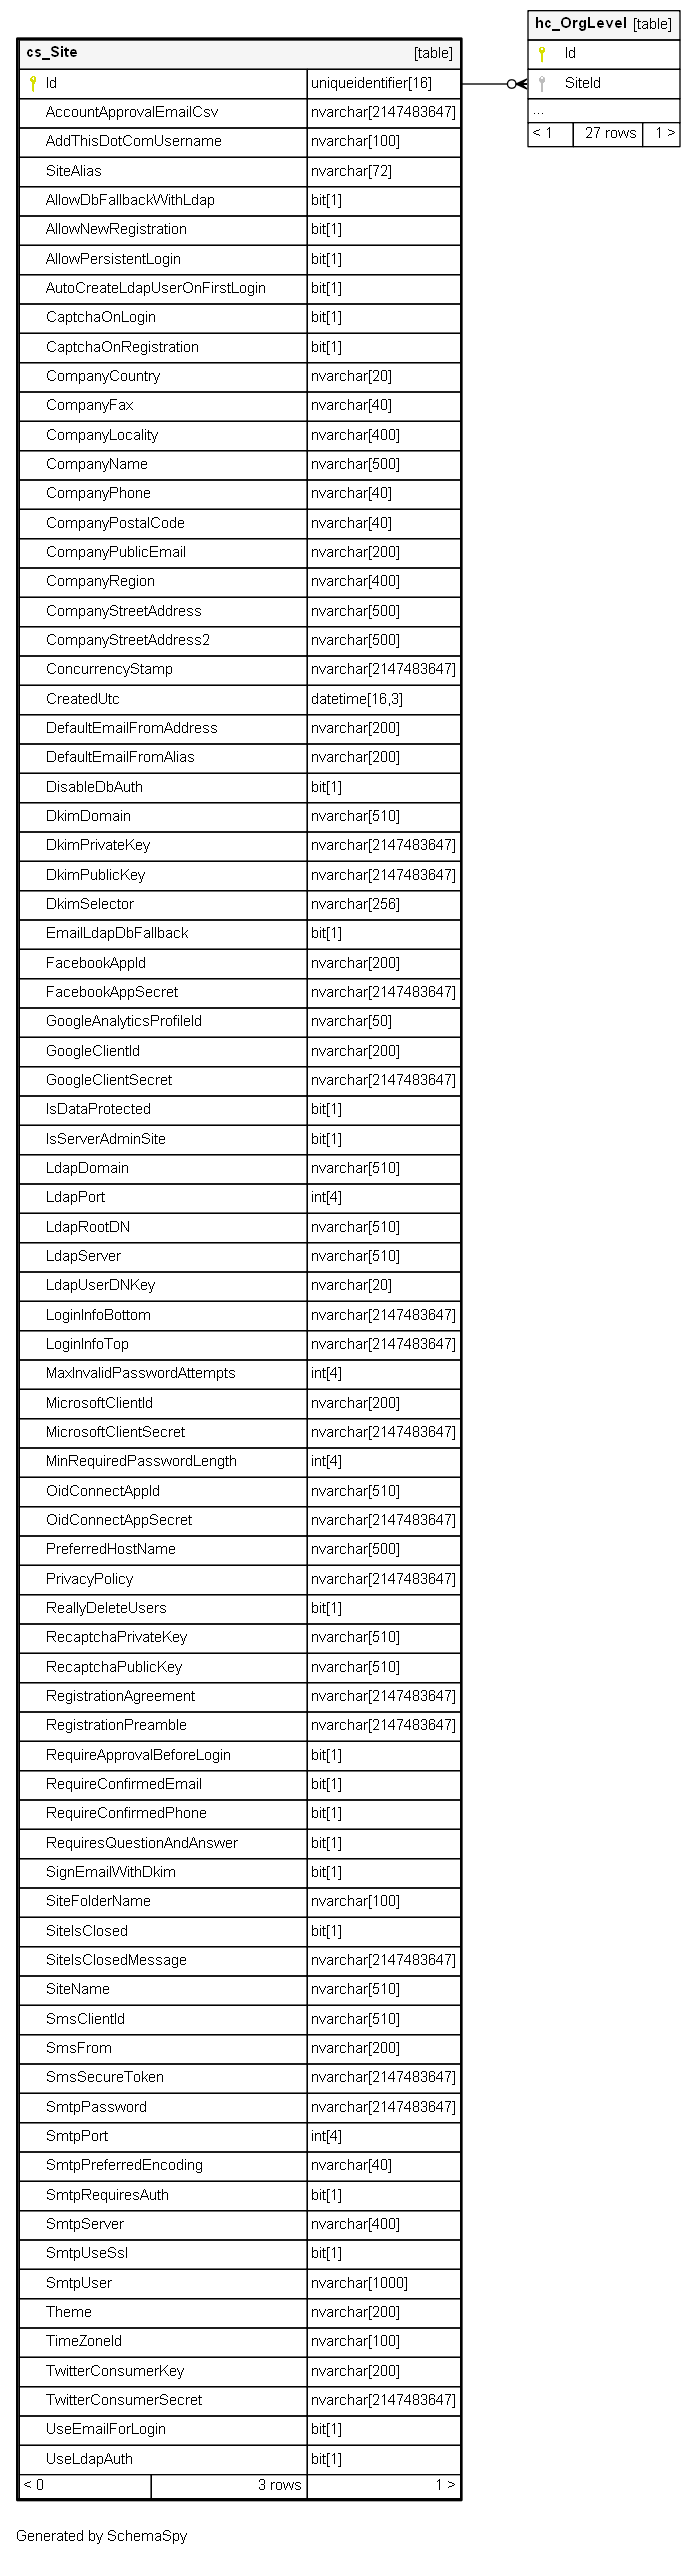 hc_OrgLevel [table]
Id
SiteId
...
< 1 27 rows 1 >
cs_Site [table]
Id uniqueidentifier[16]
AccountApprovalEmailCsv nvarchar[2147483647]
AddThisDotComUsername nvarchar[100]
SiteAlias nvarchar[72]
AllowDbFallbackWithLdap bit[1]
AllowNewRegistration bit[1]
AllowPersistentLogin bit[1]
AutoCreateLdapUserOnFirstLogin bit[1]
CaptchaOnLogin bit[1]
CaptchaOnRegistration bit[1]
CompanyCountry nvarchar[20]
CompanyFax nvarchar[40]
CompanyLocality nvarchar[400]
CompanyName nvarchar[500]
CompanyPhone nvarchar[40]
CompanyPostalCode nvarchar[40]
CompanyPublicEmail nvarchar[200]
CompanyRegion nvarchar[400]
CompanyStreetAddress nvarchar[500]
CompanyStreetAddress2 nvarchar[500]
ConcurrencyStamp nvarchar[2147483647]
CreatedUtc datetime[16,3]
DefaultEmailFromAddress nvarchar[200]
DefaultEmailFromAlias nvarchar[200]
DisableDbAuth bit[1]
DkimDomain nvarchar[510]
DkimPrivateKey nvarchar[2147483647]
DkimPublicKey nvarchar[2147483647]
DkimSelector nvarchar[256]
EmailLdapDbFallback bit[1]
FacebookAppId nvarchar[200]
FacebookAppSecret nvarchar[2147483647]
GoogleAnalyticsProfileId nvarchar[50]
GoogleClientId nvarchar[200]
GoogleClientSecret nvarchar[2147483647]
IsDataProtected bit[1]
IsServerAdminSite bit[1]
LdapDomain nvarchar[510]
LdapPort int[4]
LdapRootDN nvarchar[510]
LdapServer nvarchar[510]
LdapUserDNKey nvarchar[20]
LoginInfoBottom nvarchar[2147483647]
LoginInfoTop nvarchar[2147483647]
MaxInvalidPasswordAttempts int[4]
MicrosoftClientId nvarchar[200]
MicrosoftClientSecret nvarchar[2147483647]
MinRequiredPasswordLength int[4]
OidConnectAppId nvarchar[510]
OidConnectAppSecret nvarchar[2147483647]
PreferredHostName nvarchar[500]
PrivacyPolicy nvarchar[2147483647]
ReallyDeleteUsers bit[1]
RecaptchaPrivateKey nvarchar[510]
RecaptchaPublicKey nvarchar[510]
RegistrationAgreement nvarchar[2147483647]
RegistrationPreamble nvarchar[2147483647]
RequireApprovalBeforeLogin bit[1]
RequireConfirmedEmail bit[1]
RequireConfirmedPhone bit[1]
RequiresQuestionAndAnswer bit[1]
SignEmailWithDkim bit[1]
SiteFolderName nvarchar[100]
SiteIsClosed bit[1]
SiteIsClosedMessage nvarchar[2147483647]
SiteName nvarchar[510]
SmsClientId nvarchar[510]
SmsFrom nvarchar[200]
SmsSecureToken nvarchar[2147483647]
SmtpPassword nvarchar[2147483647]
SmtpPort int[4]
SmtpPreferredEncoding nvarchar[40]
SmtpRequiresAuth bit[1]
SmtpServer nvarchar[400]
SmtpUseSsl bit[1]
SmtpUser nvarchar[1000]
Theme nvarchar[200]
TimeZoneId nvarchar[100]
TwitterConsumerKey nvarchar[200]
TwitterConsumerSecret nvarchar[2147483647]
UseEmailForLogin bit[1]
UseLdapAuth bit[1]
< 0 3 rows 1 >
Generated by SchemaSpy